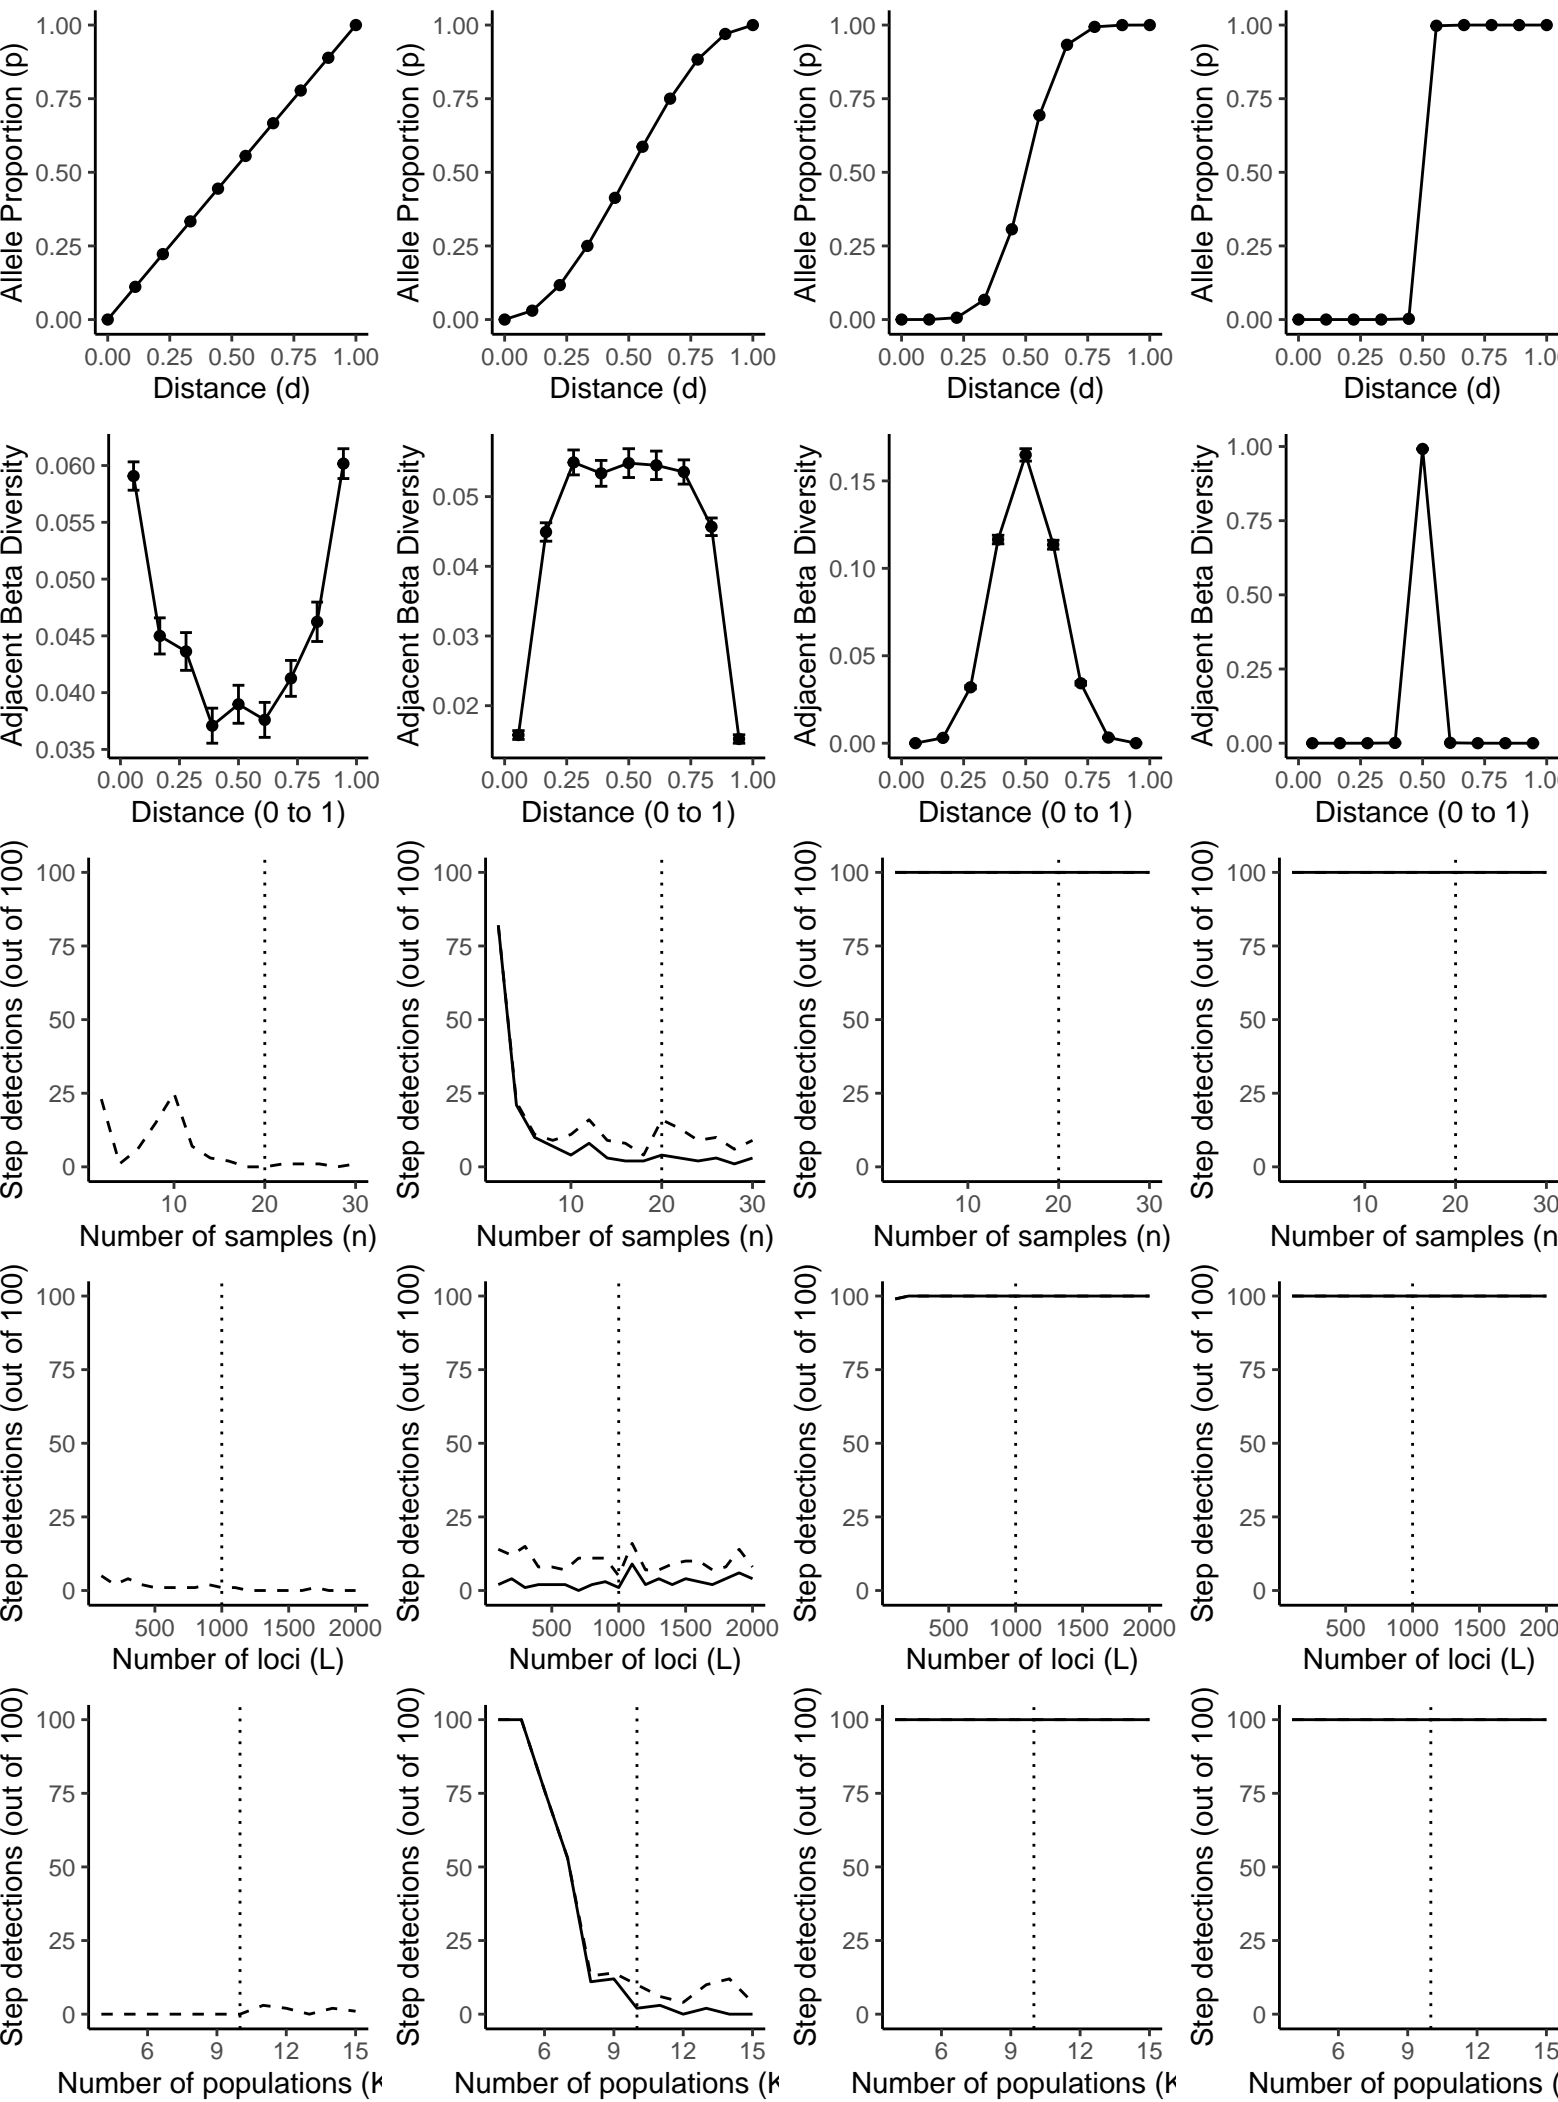 Allele Proportion (p)
1.00
0.75
0.50
0.25
0.00
0.00 0.25 0.50 0.75 1.00
Distance (d)
Allele Proportion (p)
1.00
0.75
0.50
0.25
0.00
0.00 0.25 0.50 0.75 1.00
Distance (d)
Allele Proportion (p)
1.00
0.75
0.50
0.25
0.00
0.00 0.25 0.50 0.75 1.00
Distance (d)
Allele Proportion (p)
1.00
0.75
0.50
0.25
0.00
0.00 0.25 0.50 0.75 1.0
Distance (d)
Adjacent Beta Diversity
0.060
0.055
0.050
0.045
0.040
0.035
0.00 0.25 0.50 0.75 1.00
Distance (0 to 1)
Adjacent Beta Diversity
0.05
0.04
0.03
0.02
0.00 0.25 0.50 0.75 1.00
Distance (0 to 1)
Adjacent Beta Diversity
0.15
0.10
0.05
0.00
0.00 0.25 0.50 0.75 1.00
Distance (0 to 1)
Adjacent Beta Diversity
1.00
0.75
0.50
0.25
0.00
0.00 0.25 0.50 0.75 1.0
Distance (0 to 1)
Step detections (out of 100)
100
75
50
25
0
10 20 30
Number of samples (n)
Step detections (out of 100)
100
75
50
25
0
10 20 30
Number of samples (n)
Step detections (out of 100)
100
75
50
25
0
10 20 30
Number of samples (n)
Step detections (out of 100)
100
75
50
25
0
10 20 30
Number of samples (n
Step detections (out of 100)
100
75
50
25
0
500 1000 1500 2000
Number of loci (L)
Step detections (out of 100)
100
75
50
25
0
500 1000 1500 2000
Number of loci (L)
Step detections (out of 100)
100
75
50
25
0
500 1000 1500 2000
Number of loci (L)
Step detections (out of 100)
100
75
50
25
0
500 1000 1500 200
Number of loci (L)
Step detections (out of 100)
100
75
50
25
0
6 9 12 15
Number of populations (K
Step detections (out of 100)
100
75
50
25
0
6 9 12 15
Number of populations (K
Step detections (out of 100)
100
75
50
25
0
6 9 12 15
Number of populations (K
Step detections (out of 100)
100
75
50
25
0
6 9 12 15
Number of populations (